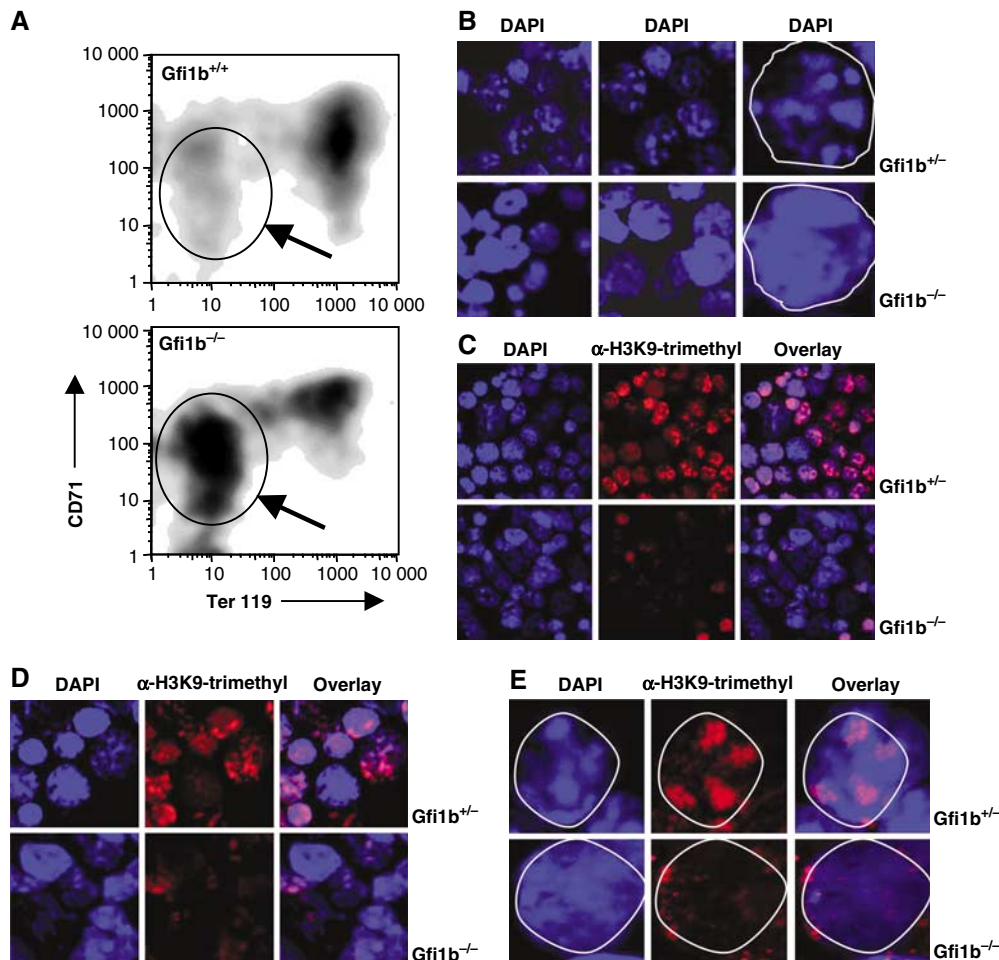 A
10 000
1000
100
10
1
Gfi1b+/+
1 10 100 1000 10 000
10 000
1000
100
10
1
Gfi1b–/–
1 10 100 1000 10 000
CD71
Ter 119
B
DAPI DAPI DAPI
Gfi1b+/–
Gfi1b–/–
C
DAPI α-H3K9-trimethyl Overlay
Gfi1b+/–
Gfi1b–/–
D
DAPI α-H3K9-trimethyl Overlay
Gfi1b+/–
Gfi1b–/–
E
DAPI α-H3K9-trimethyl Overlay
Gfi1b+/–
Gfi1b–/–